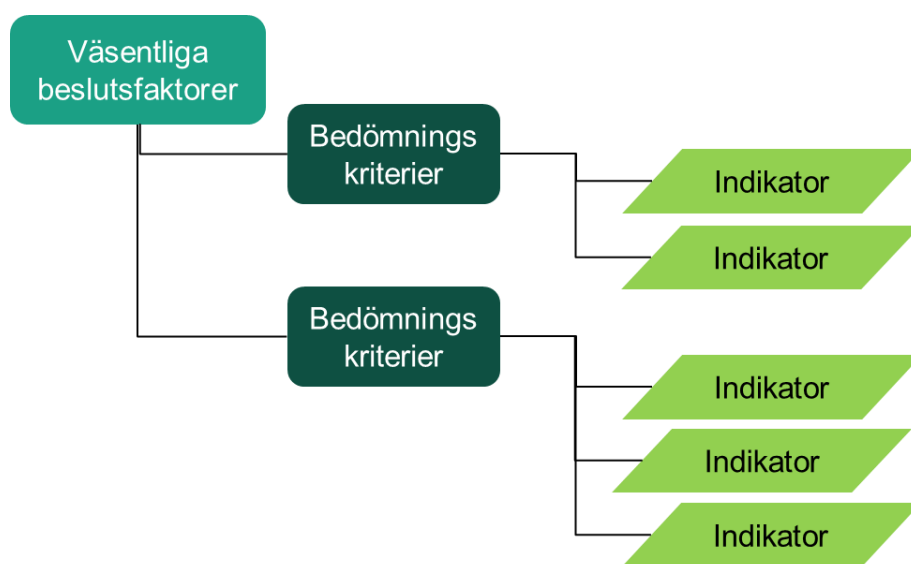 Väsentliga
beslutsfaktorer
Bedömnings
kriterier
Indikator
Indikator
Bedömnings
kriterier
Indikator
Indikator
Indikator